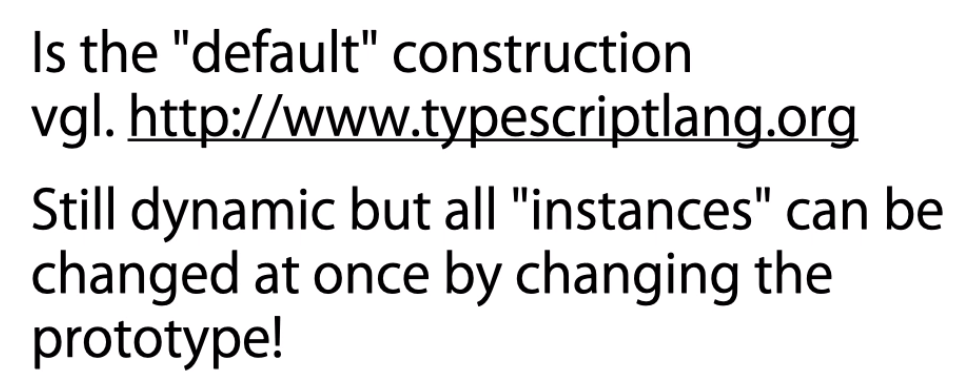 Is the "default" construction
vgl. http://www.typescriptlang.org
Still dynamic but all "instances" can be
changed at once by changing the
prototype!